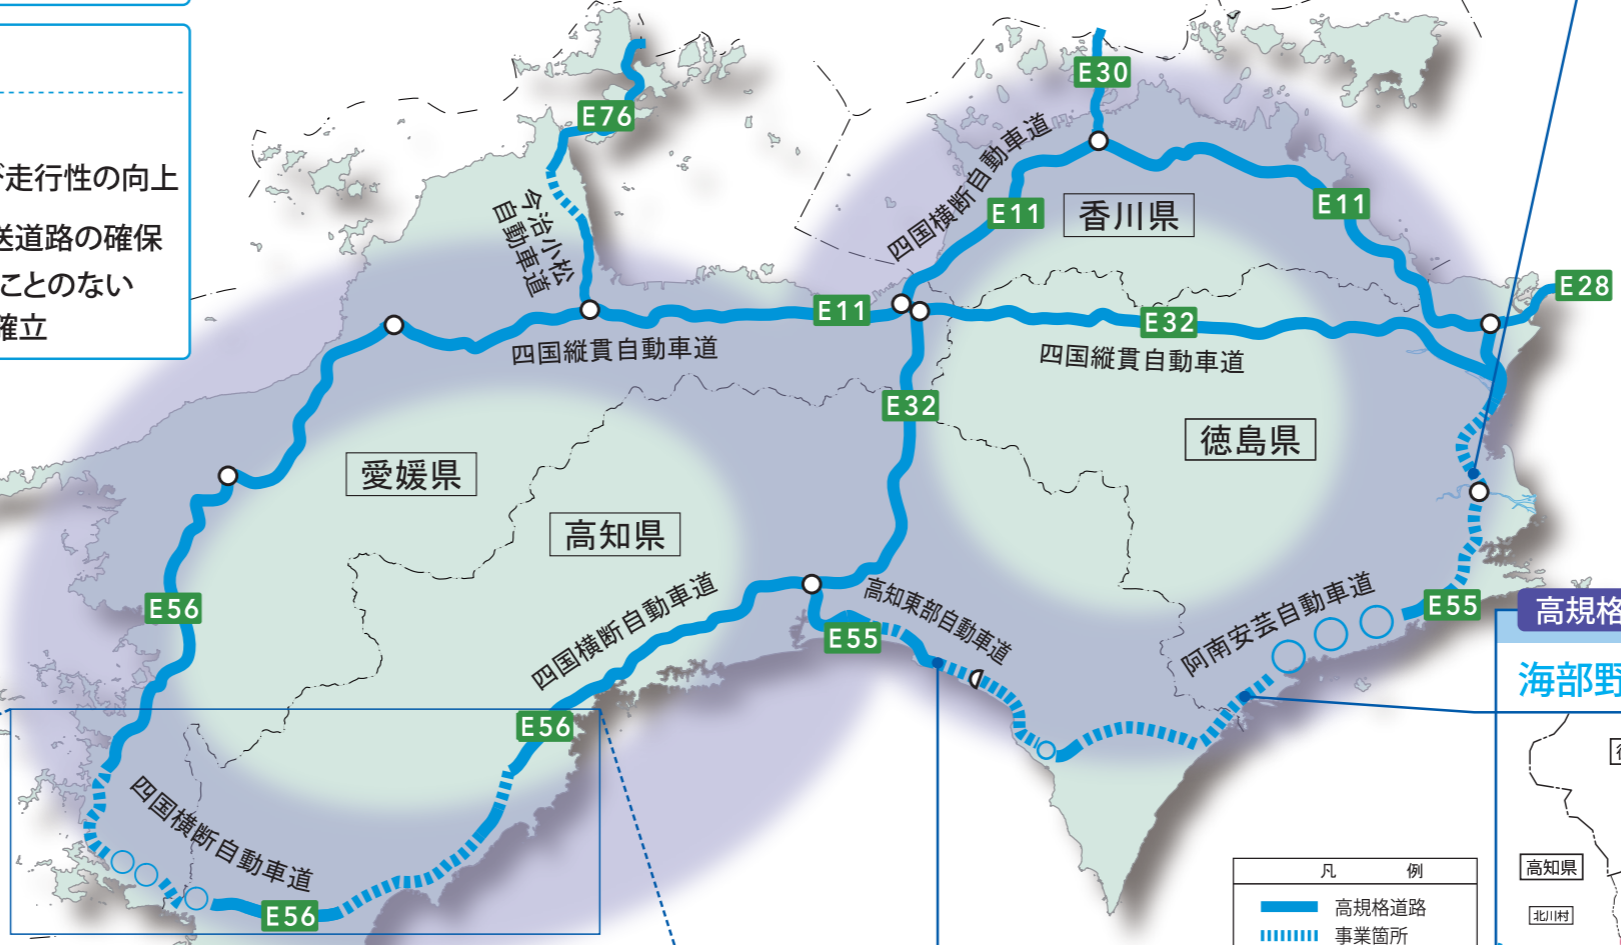 び走行性の向上
送道路の確保
ことのない
確立
E76
E30
今治小松
自動車道
四国横断自動車道
E11
香川県
E11
E28
E11
四国縦貫自動車道
E32
四国縦貫自動車道
E32
徳島県
愛媛県
高知県
E56
四国横断自動車道
E55
高知東部自動車道
阿南安芸自動車道
E55
高規格
海部野
E56
四国横断自動車道
E56
高知県
北川村
凡 例
高規格道路
事業箇所